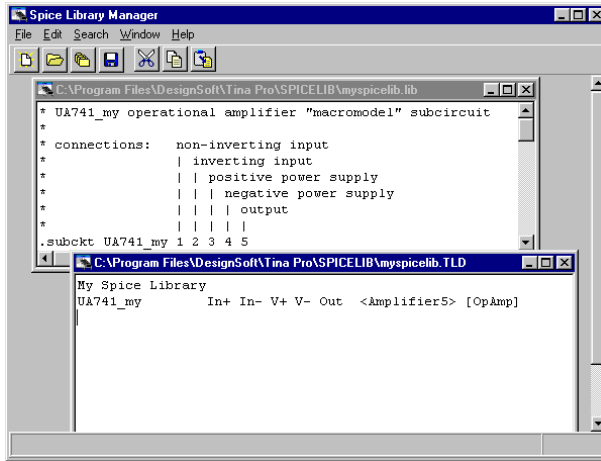 Spice Library Manager
File Edit Search Window Help
C:\Program Files\DesignSoft\Tina Pro\SPICELIB\myspicelib.lib
* UA741_my operational amplifier "macromodel" subcircuit
*
* connections:   non-inverting input
*                | inverting input
*                | | positive power supply
*                | | | negative power supply
*                | | | | output
*                | | | | |
.subckt UA741_my 1 2 3 4 5
C:\Program Files\DesignSoft\Tina Pro\SPICELIB\myspicelib.TLD
My Spice Library
UA741_my         In+ In- V+ V- Out  <Amplifier5> [OpAmp]